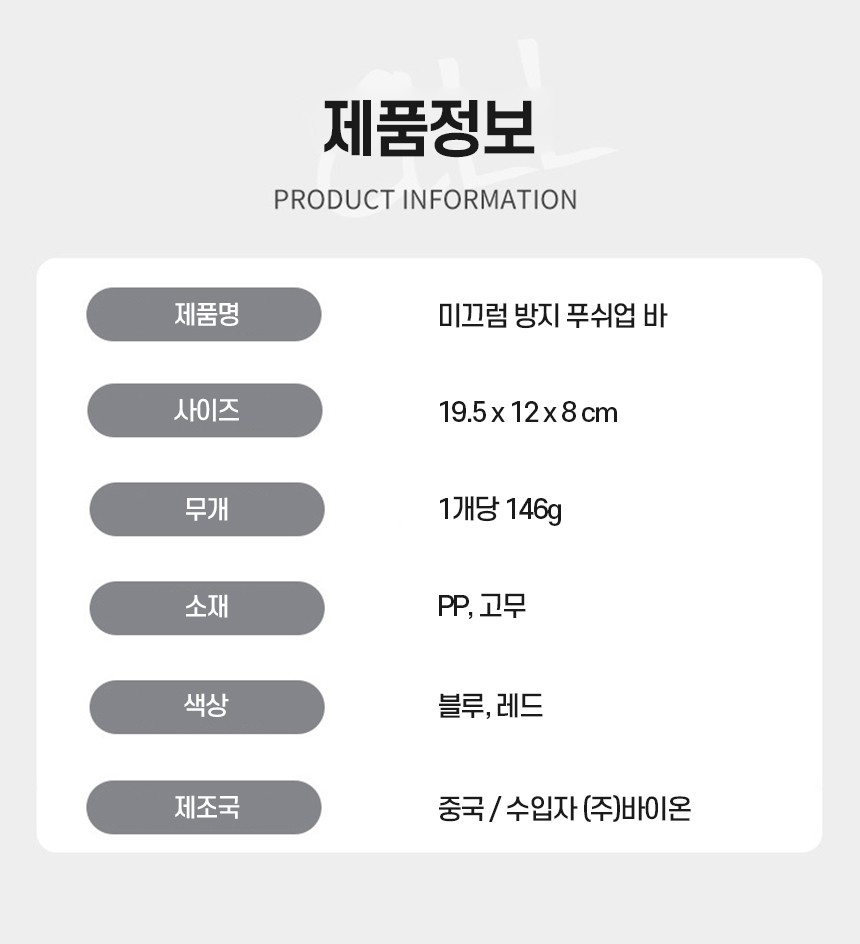 제품정보
PRODUCT INFORMATION
제품명 미끄럼 방지 푸쉬업 바
사이즈 19.5 x 12 x 8 cm
무개 1개당 146g
소재 PP, 고무
색상 블루, 레드
제조국 중국 / 수입자 (주)바이온